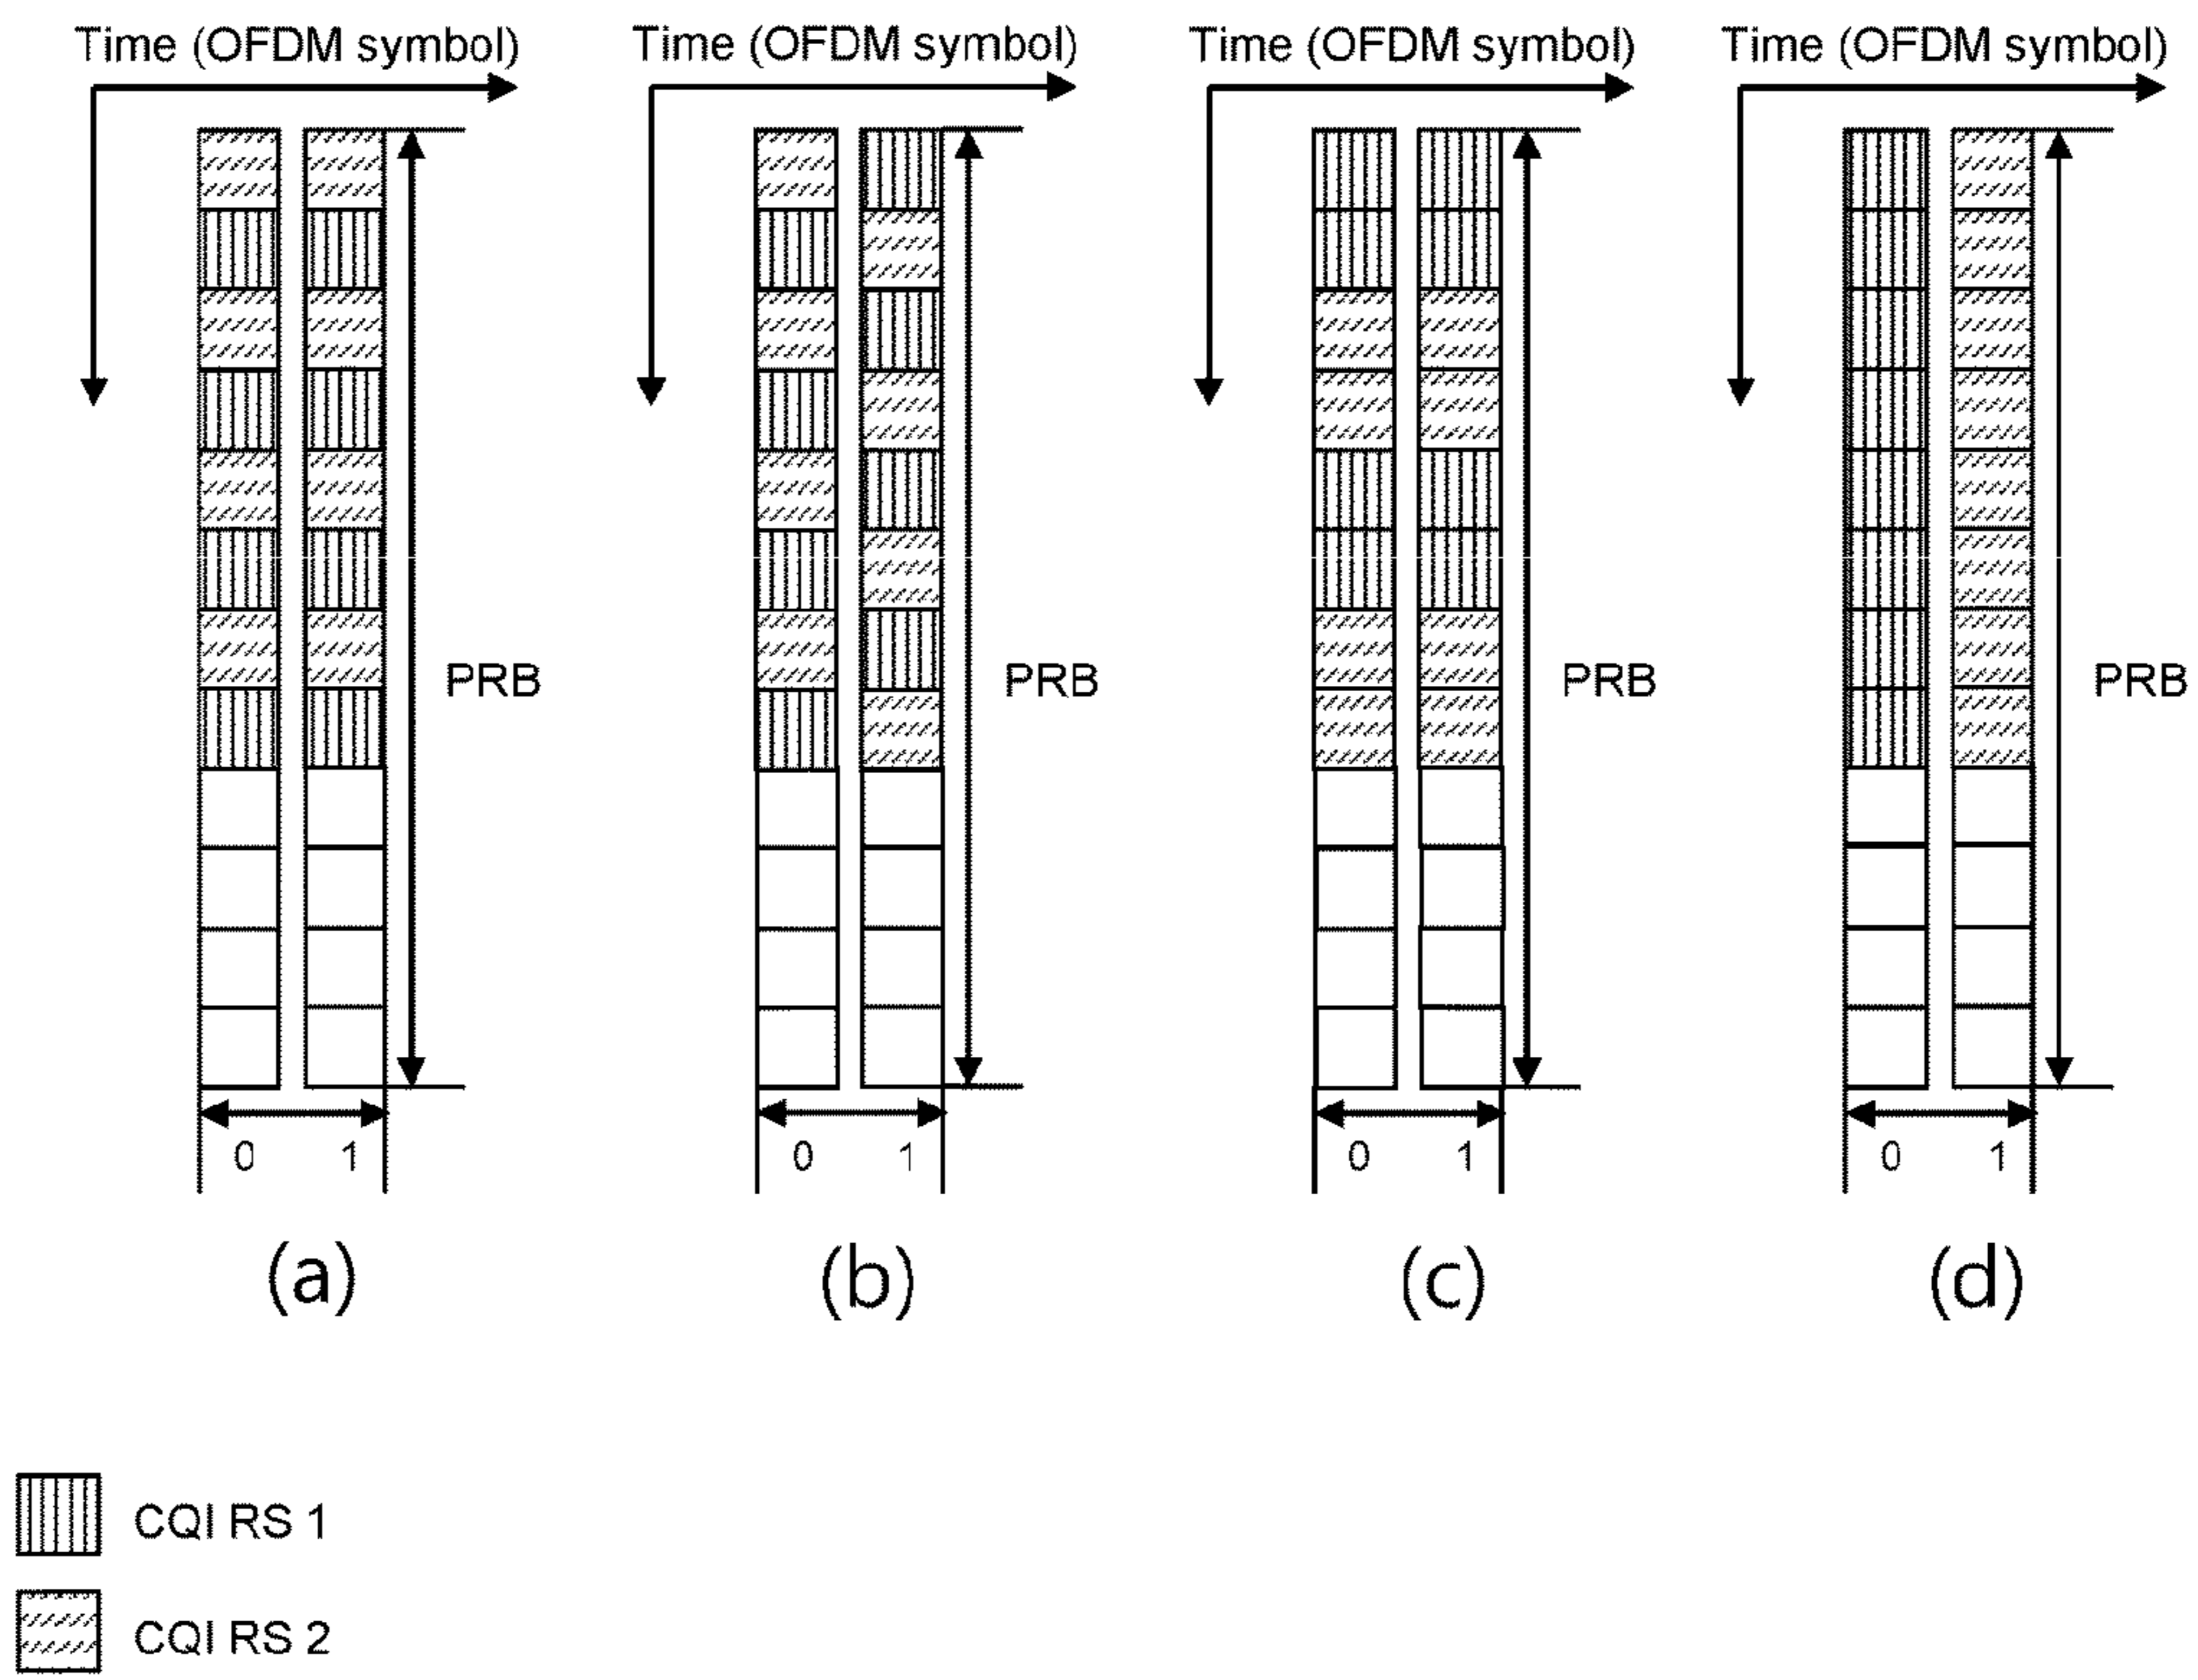 Time (OFDM symbol) Time (OFDM symbol) Time (OFDM symbol) Time (OFDM symbol)
PRB PRB PRB PRB
0 1 0 1 0 1 0 1
(a) (b) (c) (d)
CQI RS 1
CQI RS 2